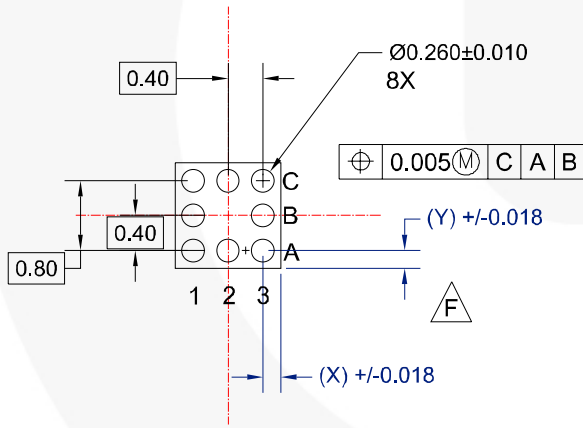 Ø0.260±0.010
8X
0.40
⌖ 0.005Ⓜ C A B
C
B
A
(Y) +/-0.018
0.40
0.80
1 2 3
F
(X) +/-0.018